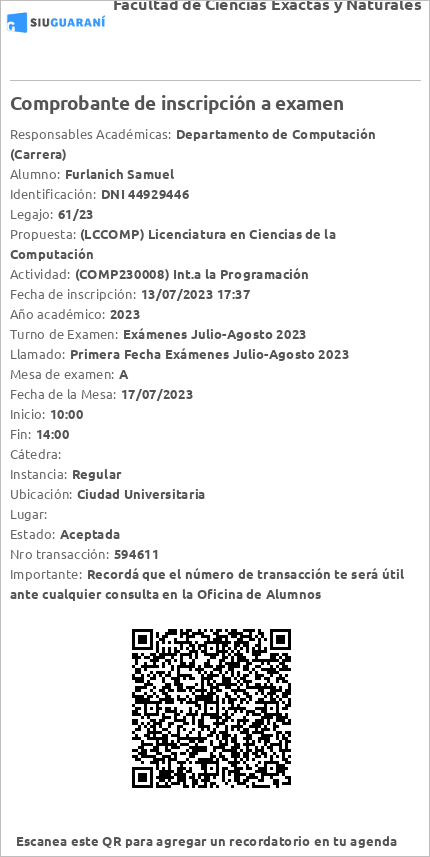 Facultad de Ciencias Exactas y Naturales
SIUGUARANÍ
Comprobante de inscripción a examen
Responsables Académicas: Departamento de Computación
(Carrera)
Alumno: Furlanich Samuel
Identificación: DNI 44929446
Legajo: 61/23
Propuesta: (LCCOMP) Licenciatura en Ciencias de la
Computación
Actividad: (COMP230008) Int.a la Programación
Fecha de inscripción: 13/07/2023 17:37
Año académico: 2023
Turno de Examen: Exámenes Julio-Agosto 2023
Llamado: Primera Fecha Exámenes Julio-Agosto 2023
Mesa de examen: A
Fecha de la Mesa: 17/07/2023
Inicio: 10:00
Fin: 14:00
Cátedra:
Instancia: Regular
Ubicación: Ciudad Universitaria
Lugar:
Estado: Aceptada
Nro transacción: 594611
Importante: Recordá que el número de transacción te será útil
ante cualquier consulta en la Oficina de Alumnos
Escanea este QR para agregar un recordatorio en tu agenda